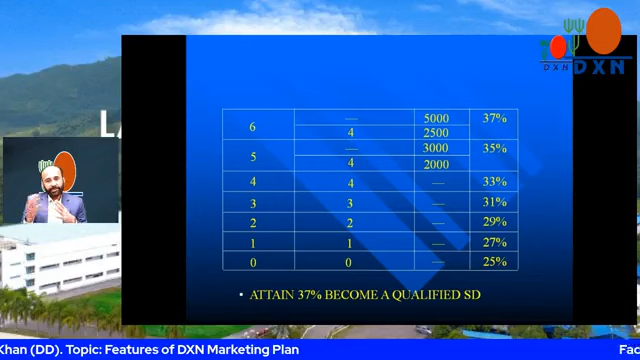 DXN
DXN
LA
6 — 5000 37%
4 2500
5 — 3000 35%
4 2000
4 4 — 33%
3 3 — 31%
2 2 — 29%
1 1 — 27%
0 0 — 25%
• ATTAIN 37% BECOME A QUALIFIED SD
Khan (DD). Topic: Features of DXN Marketing Plan
Fac